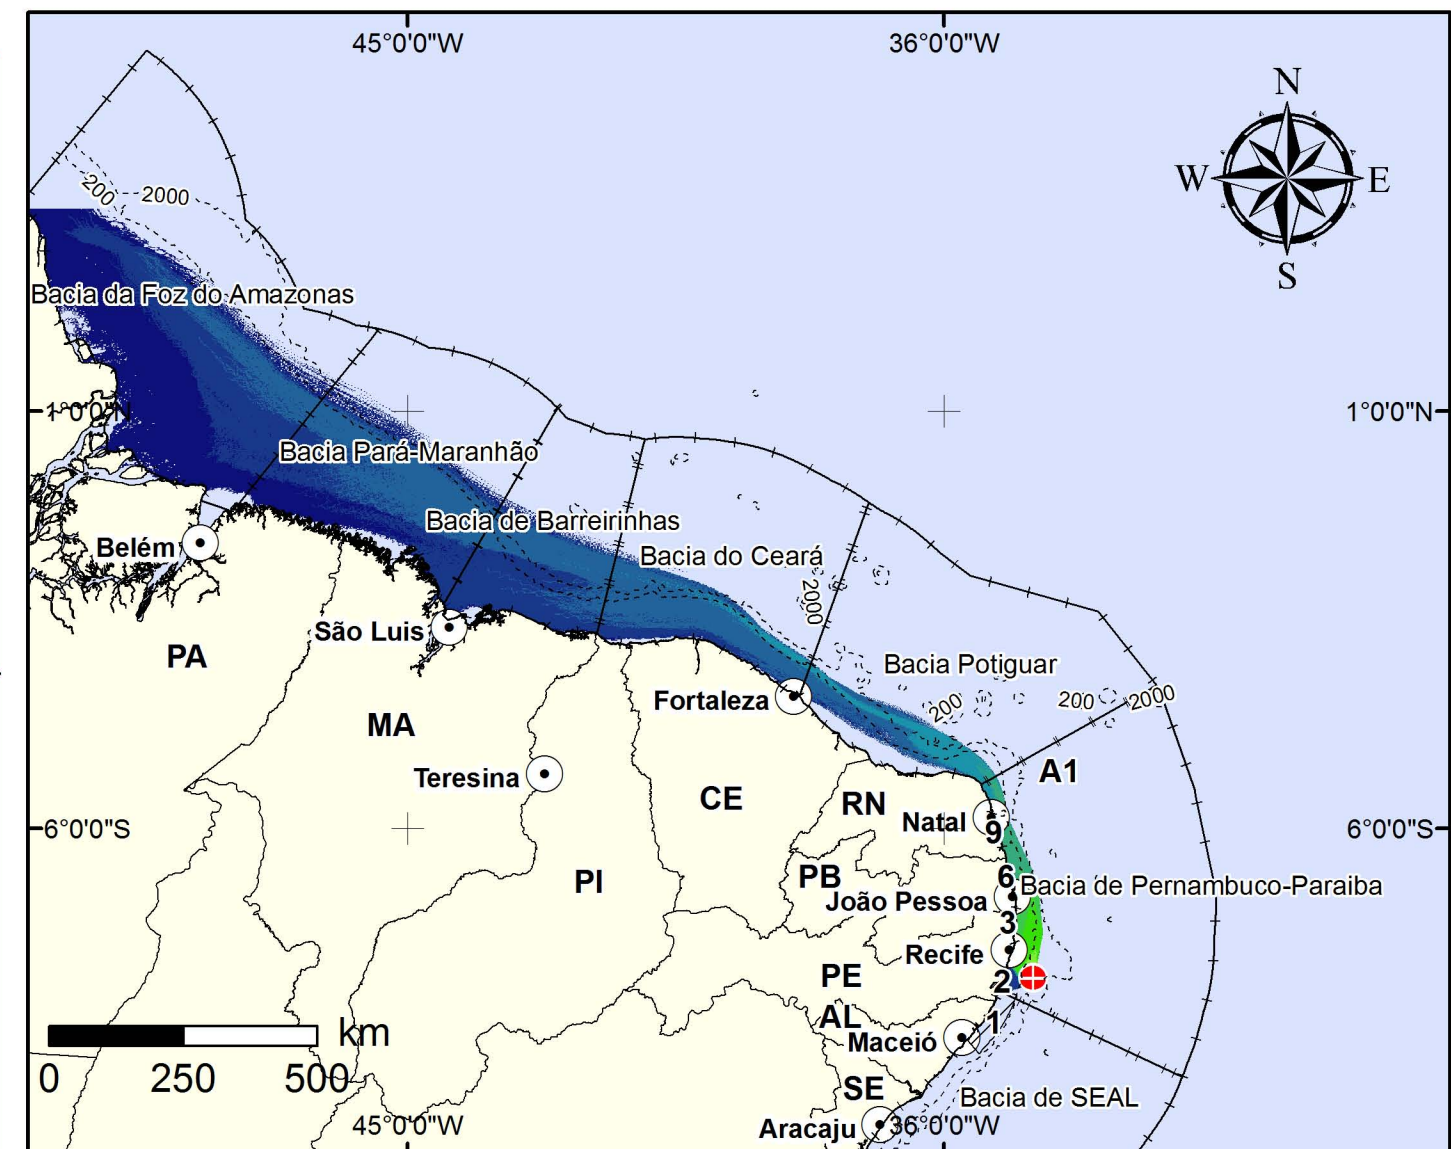 45°0'0"W
36°0'0"W
N
W
E
S
200
2000
Bacia da Foz do Amazonas
1°0'0"N
1°0'0"N
Bacia Pará-Maranhão
Bacia de Barreirinhas
Belém
Bacia do Ceará
2000
São Luis
PA
Bacia Potiguar
Fortaleza
200
200
2000
MA
Teresina
A1
CE
RN
Natal
9
6°0'0"S
6°0'0"S
PI
PB
6
Bacia de Pernambuco-Paraiba
João Pessoa
3
Recife
PE
2
AL
1
Maceió
km
0
250
500
SE
Bacia de SEAL
45°0'0"W
Aracaju
36°0'0"W